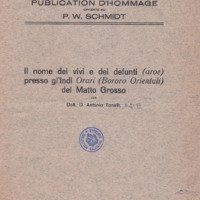 PUBLICATION D'HOMMAGE
P. W. SCHMIDT
Il nome dei vivi e dei defunti (aroe)
presso gl'Indi Orari (Bororo Orientali)
del Matto Grosso
Dott. D. Antonio Tonelli